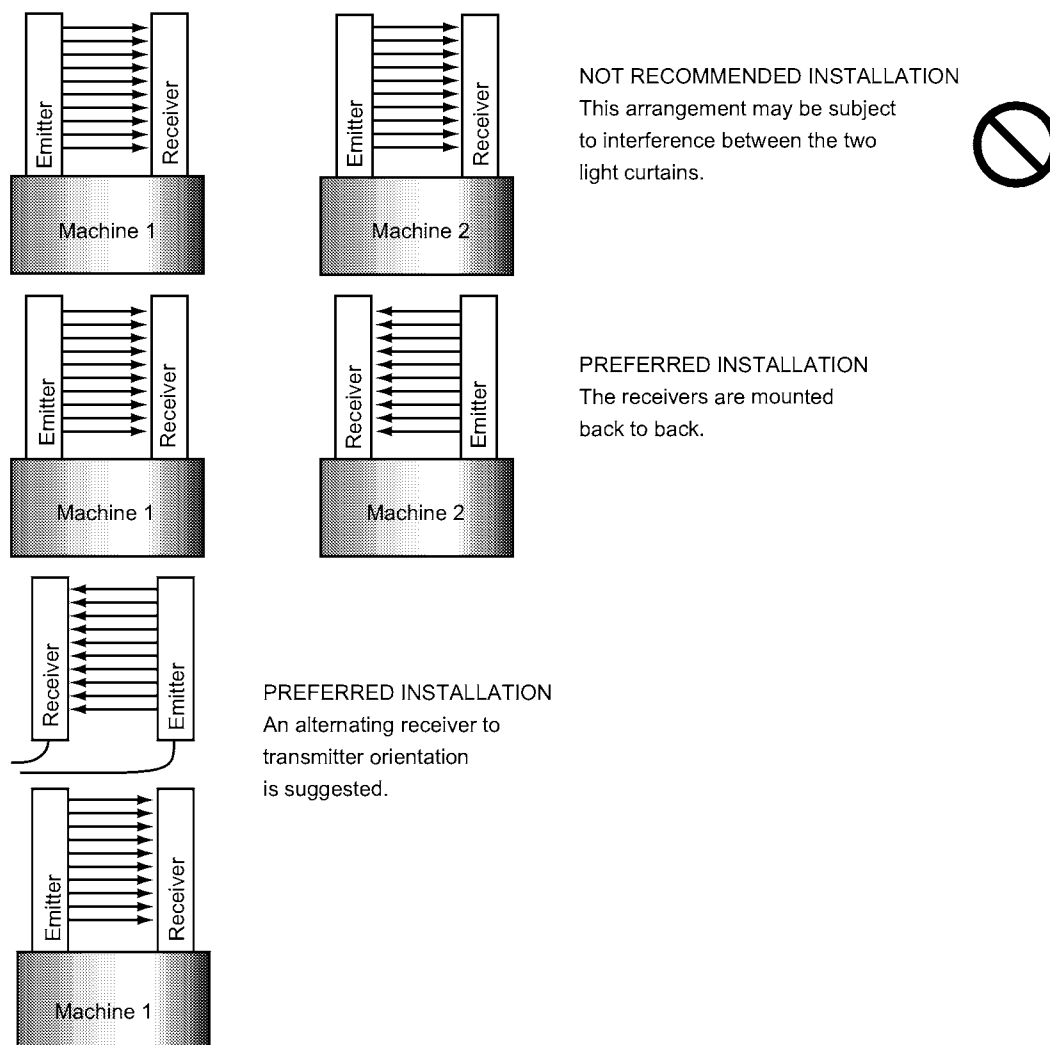 Emitter
Receiver
Machine 1
Emitter
Receiver
Machine 2
NOT RECOMMENDED INSTALLATION
This arrangement may be subject
to interference between the two
light curtains.
Emitter
Receiver
Machine 1
Receiver
Emitter
Machine 2
PREFERRED INSTALLATION
The receivers are mounted
back to back.
Receiver
Emitter
PREFERRED INSTALLATION
An alternating receiver to
transmitter orientation
is suggested.
Emitter
Receiver
Machine 1